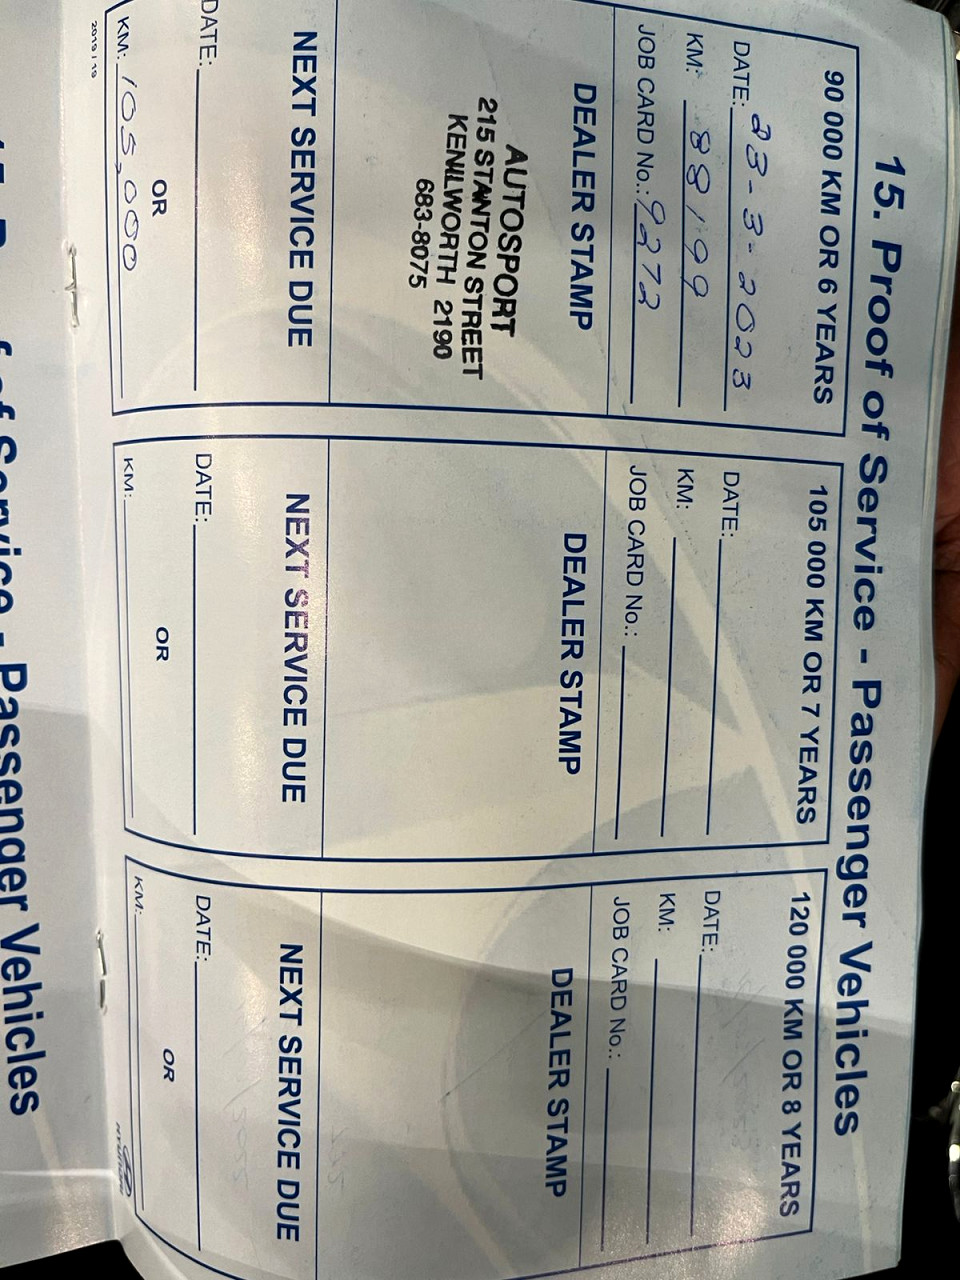 15. Proof of Service - Passenger Vehicles
90 000 KM OR 6 YEARS
DATE: 23-3-2023
KM: 88199
JOB CARD No.: 9272
DEALER STAMP
AUTOSPORT
215 STANTON STREET
KENILWORTH 2190
683-8075
NEXT SERVICE DUE
DATE:
OR
KM: 105,000
2019 / 19
105 000 KM OR 7 YEARS
DATE:
KM:
JOB CARD No.:
DEALER STAMP
NEXT SERVICE DUE
DATE:
OR
KM:
120 000 KM OR 8 YEARS
DATE:
KM:
JOB CARD No.:
DEALER STAMP
NEXT SERVICE DUE
DATE:
OR
KM:
HYUNDAI
of Service - Passenger Vehicles